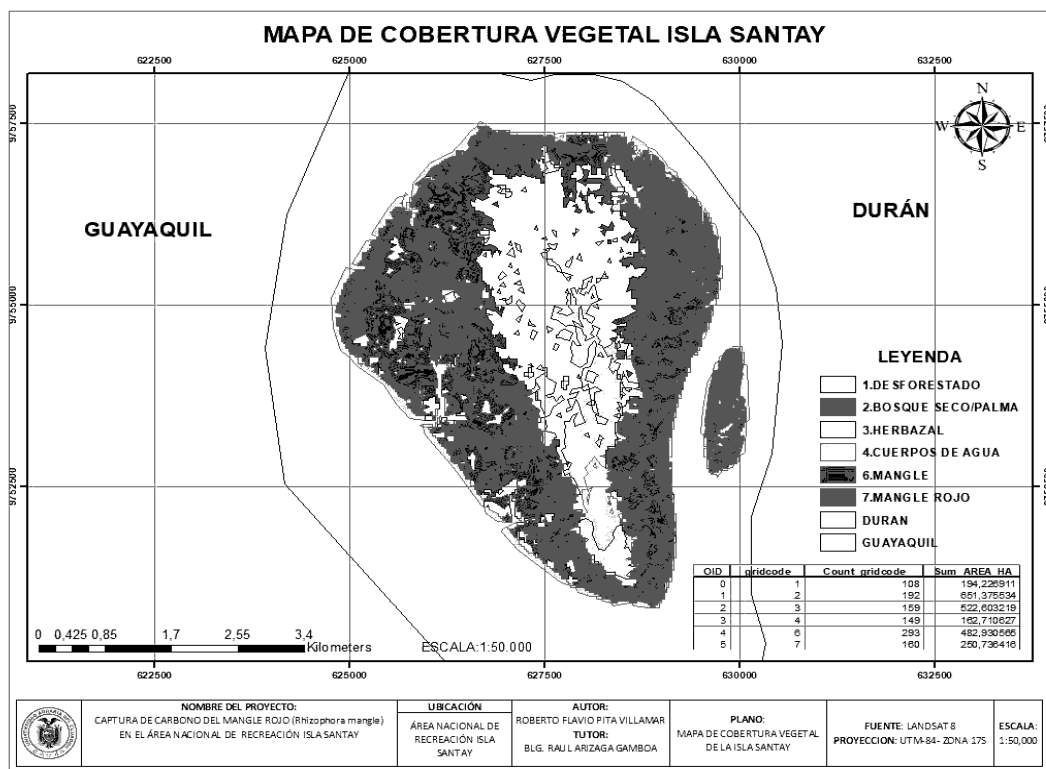 MAPA DE COBERTURA VEGETAL ISLA SANTAY
622500 625000 627500 630000 632500
9757500
9755000
9752500
N
W E
S
GUAYAQUIL
DURÁN
LEYENDA
1.DESFORESTADO
2.BOSQUE SECO/PALMA
3.HERBAZAL
4.CUERPOS DE AGUA
6.MANGLE
7.MANGLE ROJO
DURAN
GUAYAQUIL
OID gridcode Count_gridcode Sum_AREA_HA
0 1 108 194,226911
1 2 192 651,375534
2 3 159 522,603219
3 4 149 162,710627
4 6 293 482,930565
5 7 160 250,736416
0 0,425 0,85 1,7 2,55 3,4
Kilometers
ESCALA:1:50.000
622500 625000 627500 630000 632500
NOMBRE DEL PROYECTO:
CAPTURA DE CARBONO DEL MANGLE ROJO (Rhizophora mangle)
EN EL ÁREA NACIONAL DE RECREACIÓN ISLA SANTAY
UBICACIÓN
ÁREA NACIONAL DE
RECREACIÓN ISLA
SANTAY
AUTOR:
ROBERTO FLAVIO PITA VILLAMAR
TUTOR:
BLG. RAUL ARIZAGA GAMBOA
PLANO:
MAPA DE COBERTURA VEGETAL
DE LA ISLA SANTAY
FUENTE: LANDSAT 8
PROYECCION: UTM-84- ZONA 17S
ESCALA:
1:50,000